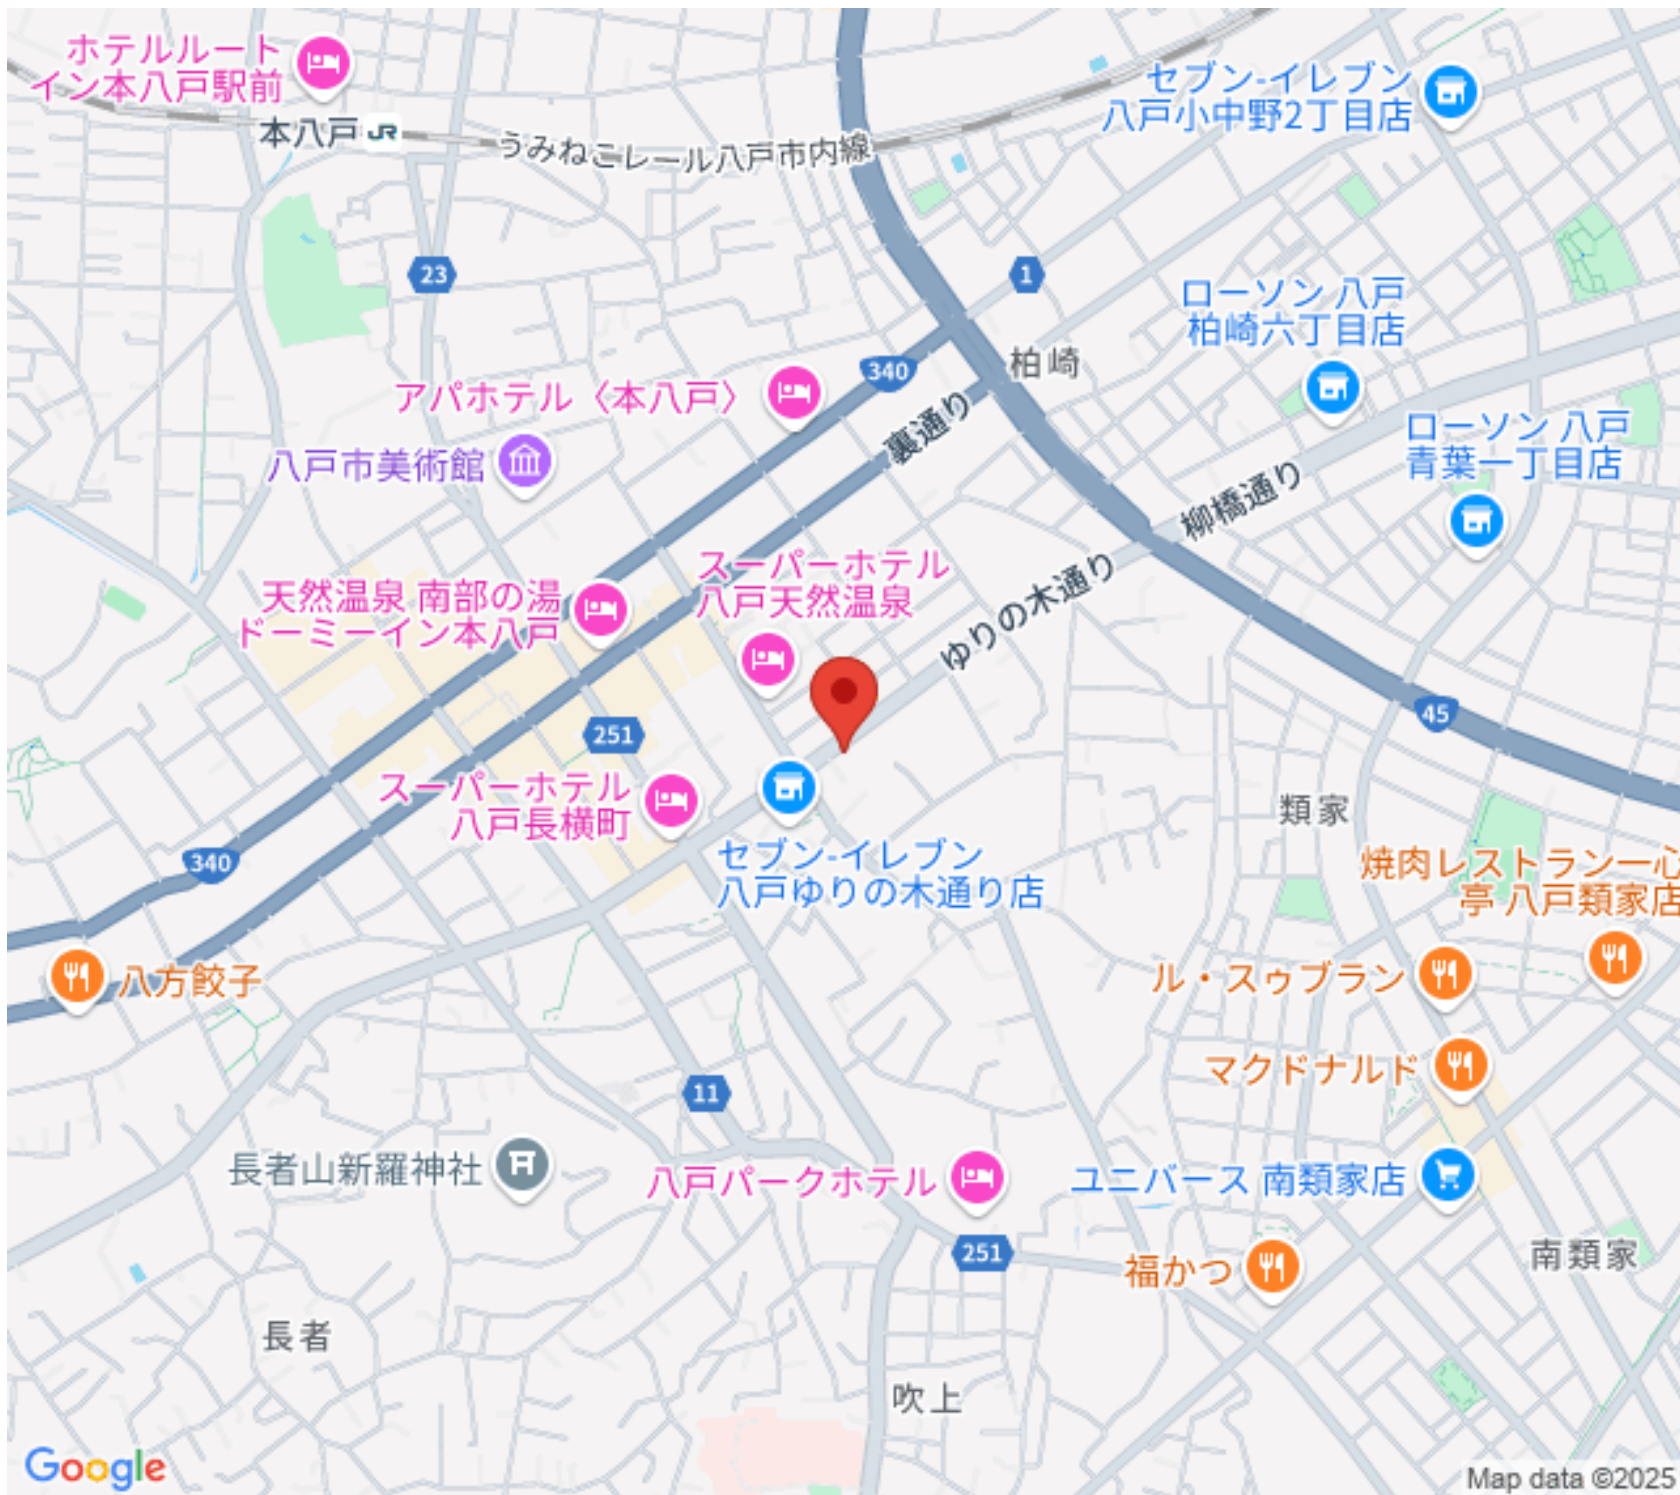 ホテルルート
イン本八戸駅前
本八戸 JR
うみねこレール八戸市内線
セブン-イレブン
八戸小中野2丁目店
23
1
ローソン 八戸
柏崎六丁目店
柏崎
340
アパホテル〈本八戸〉
裏通り
ローソン 八戸
青葉一丁目店
八戸市美術館
柳橋通り
スーパーホテル
八戸天然温泉
天然温泉 南部の湯
ドーミーイン本八戸
ゆりの木通り
45
251
スーパーホテル
八戸長横町
類家
セブン-イレブン
八戸ゆりの木通り店
340
焼肉レストラン一心
亭 八戸類家店
八方餃子
ル・スゥブラン
マクドナルド
11
長者山新羅神社
八戸パークホテル
ユニバース 南類家店
251
福かつ
南類家
長者
吹上
Google
Map data ©2025